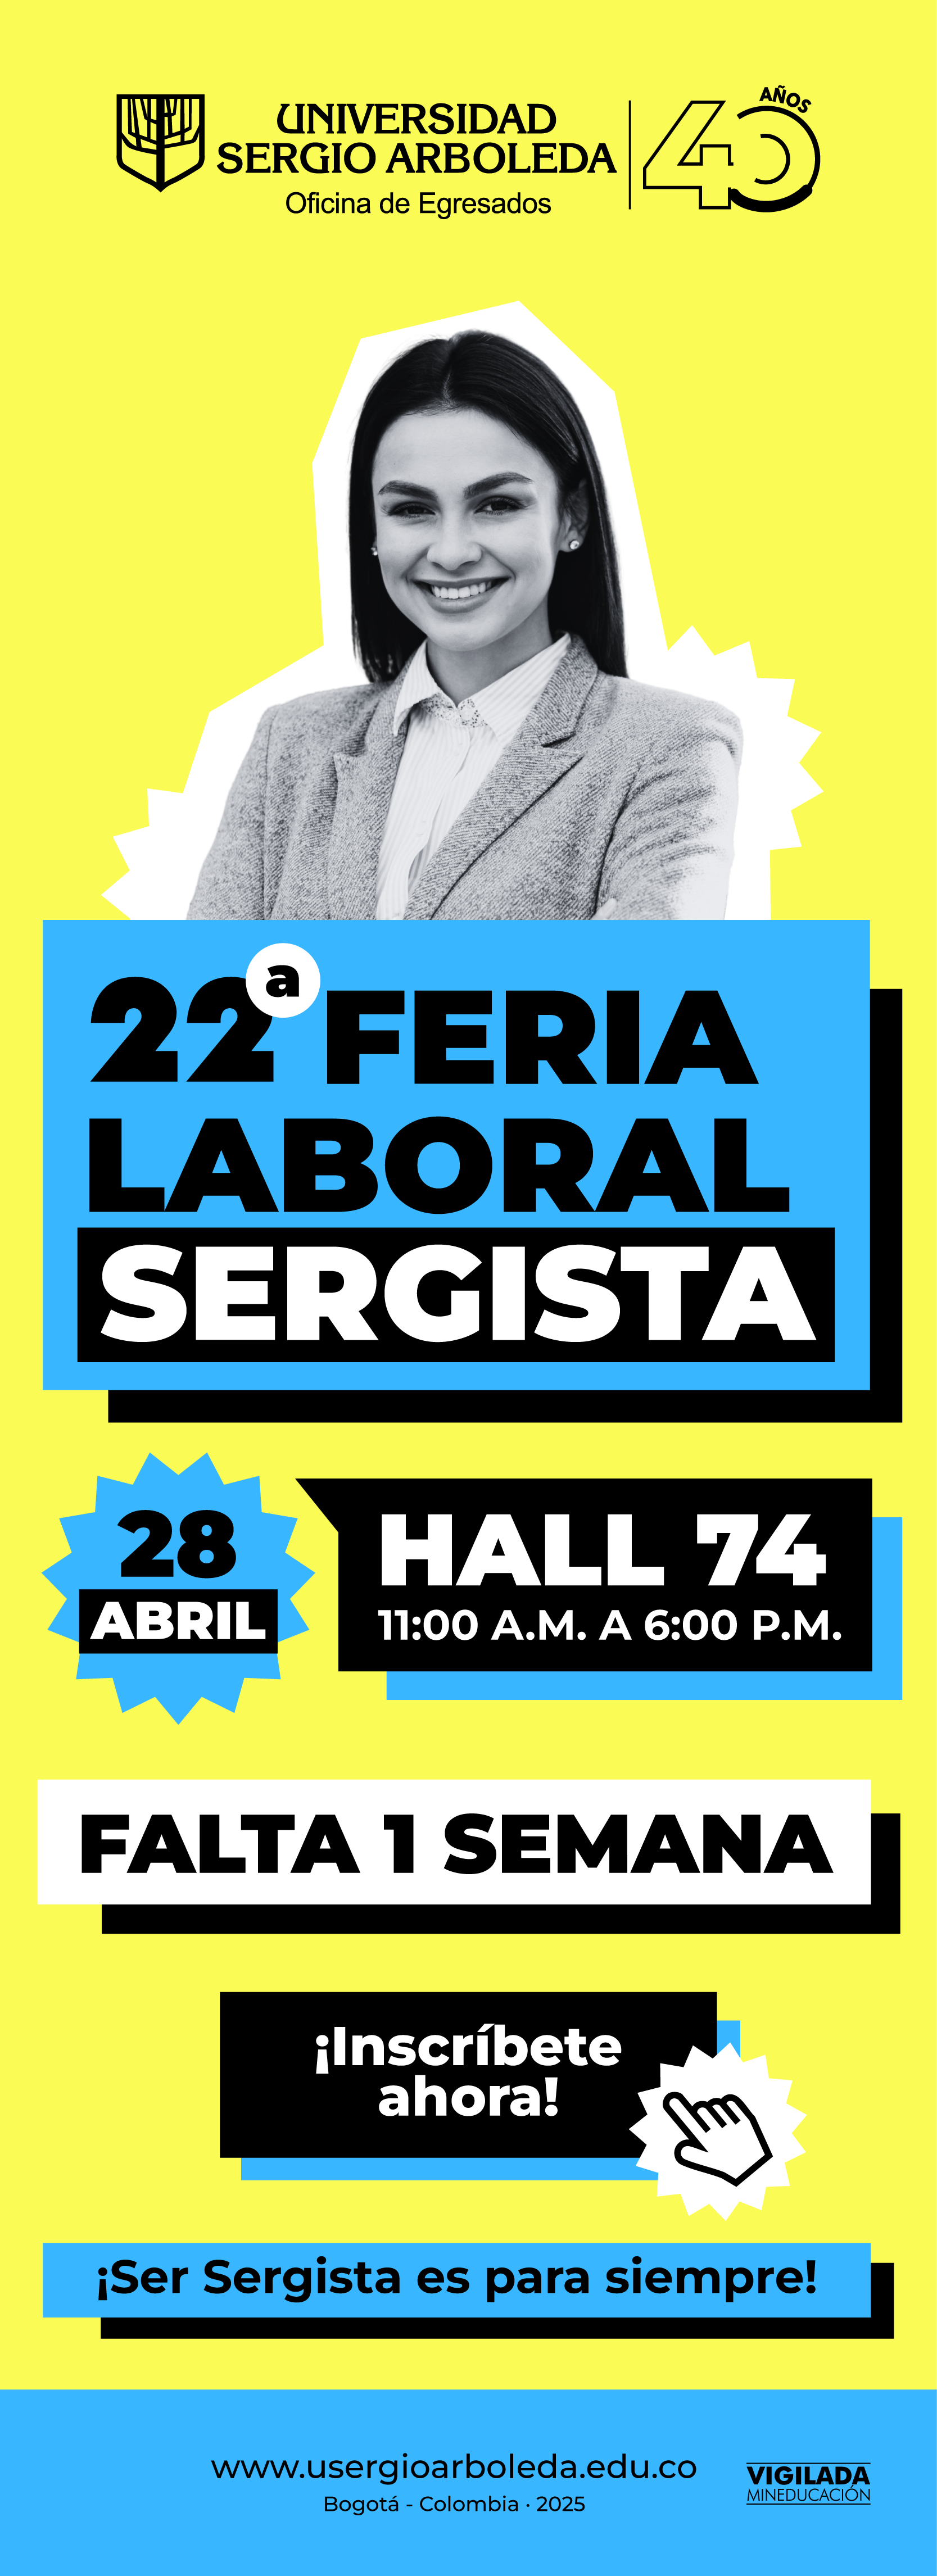 UNIVERSIDAD
SERGIO ARBOLEDA
Oficina de Egresados
40 AÑOS
22ª FERIA
LABORAL
SERGISTA
28
ABRIL
HALL 74
11:00 A.M. A 6:00 P.M.
FALTA 1 SEMANA
¡Inscríbete
ahora!
¡Ser Sergista es para siempre!
www.usergioarboleda.edu.co
Bogotá - Colombia · 2025
VIGILADA
MINEDUCACIÓN